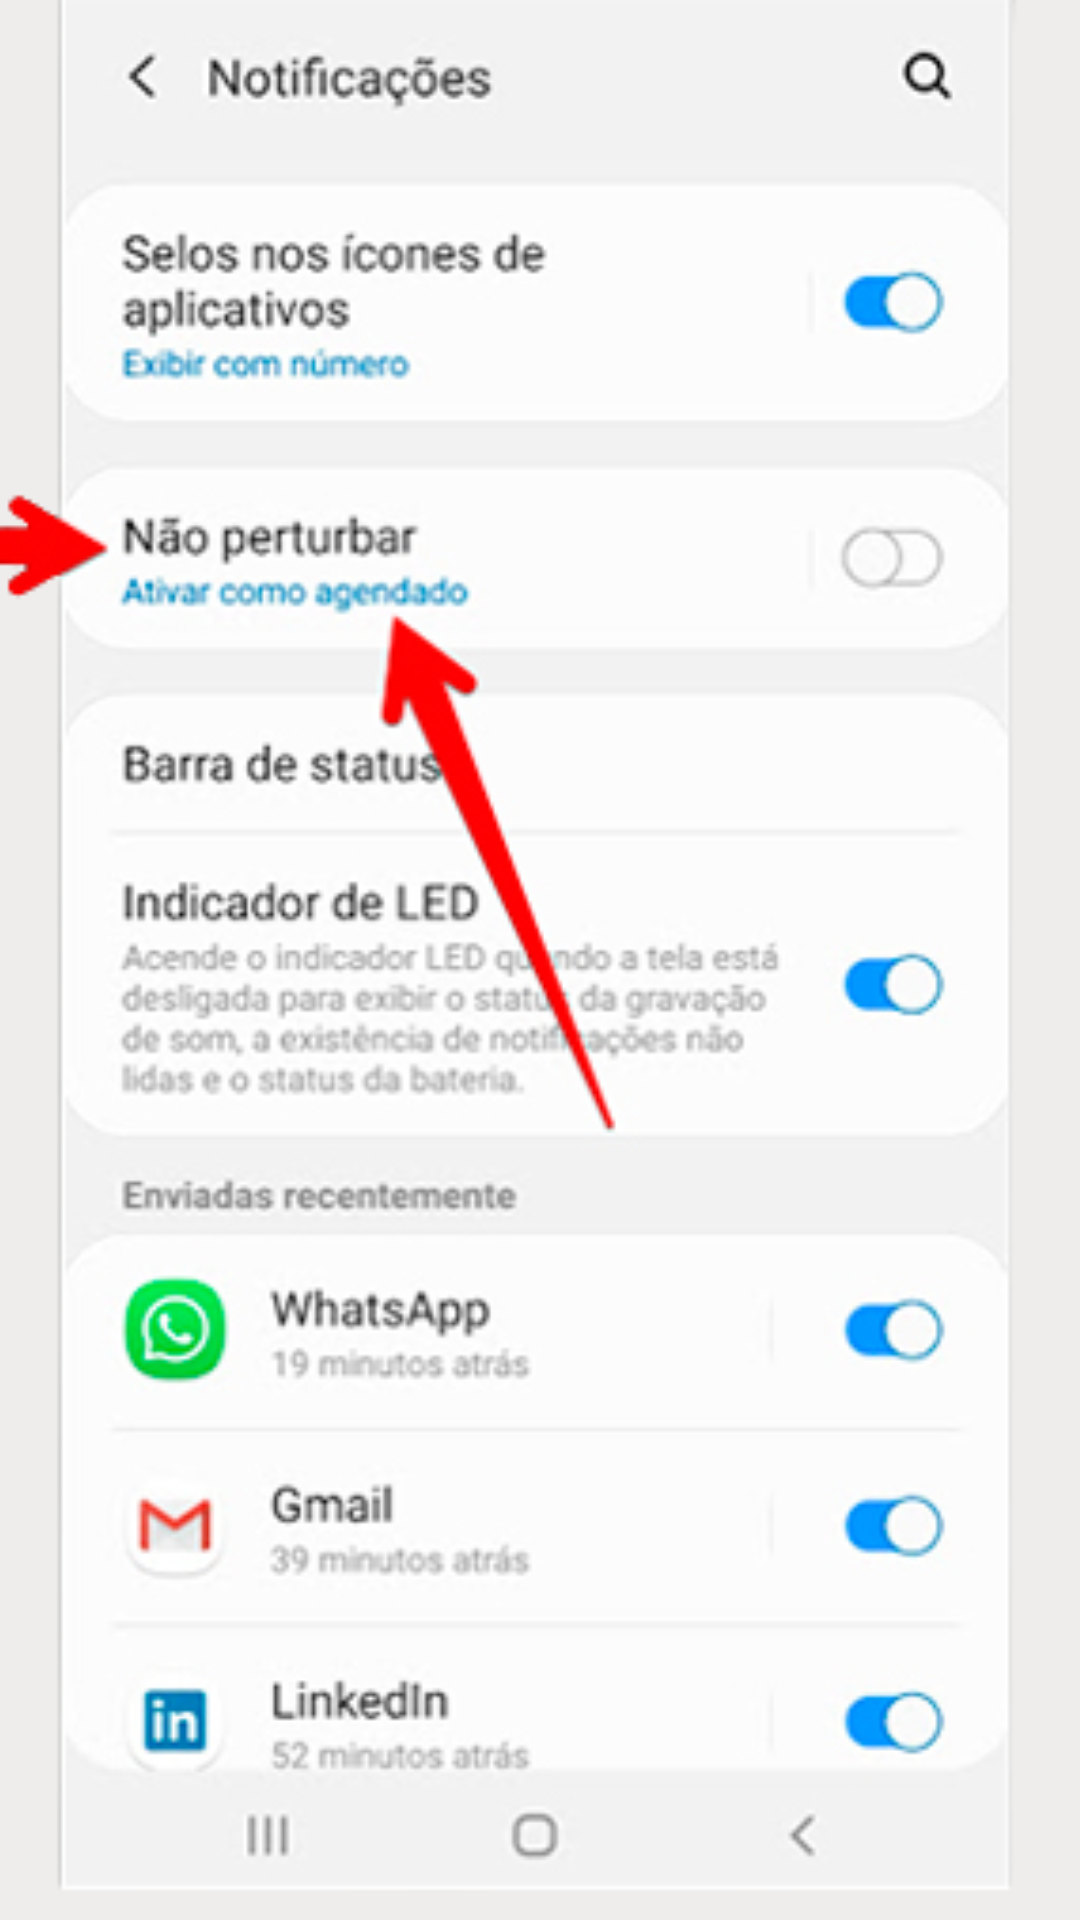 Notificações
Selos nos ícones de
aplicativos
Exibir com número
Não perturbar
Ativar como agendado
Barra de status
Indicador de LED
Acende o indicador LED quando a tela está
desligada para exibir o status da gravação
de som, a existência de notificações não
lidas e o status da bateria.
Enviadas recentemente
WhatsApp
19 minutos atrás
Gmail
39 minutos atrás
in
LinkedIn
52 minutos atrás